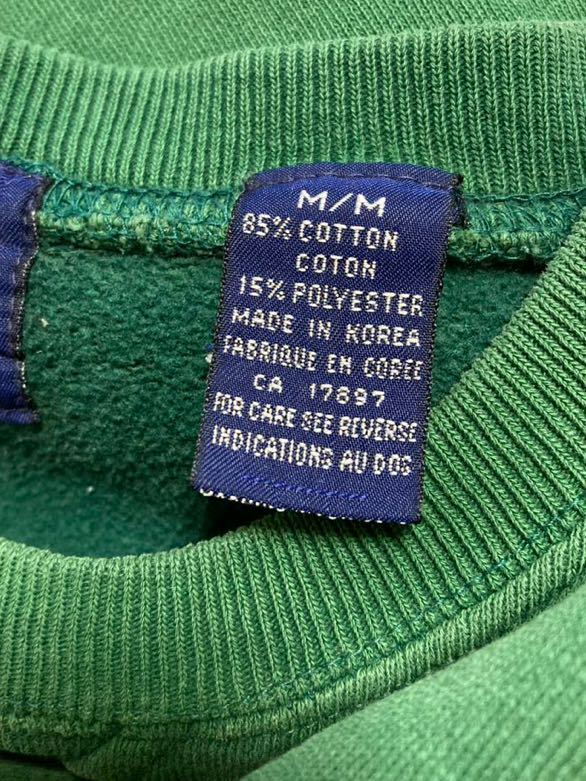 M/M
85% COTTON
COTON
15% POLYESTER
MADE IN KOREA
FABRIQUE EN COREE
CA 17897
FOR CARE SEE REVERSE
INDICATIONS AU DOS